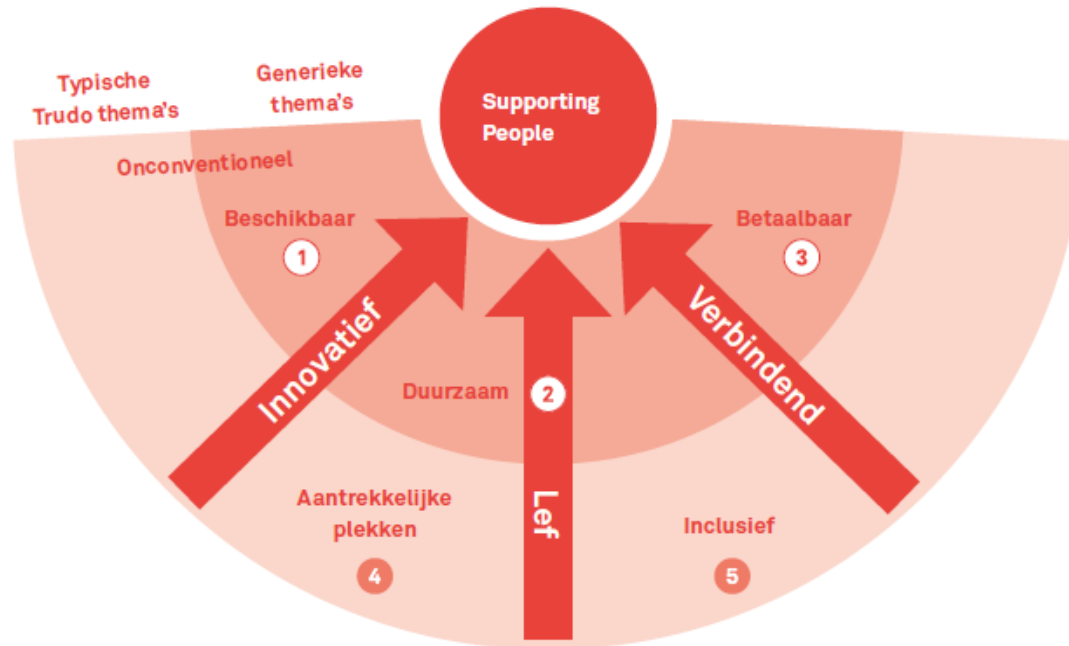 Typische
Trudo thema's
Generieke
thema's
Supporting
People
Onconventioneel
Beschikbaar
1
Betaalbaar
3
Innovatief
Verbindend
Duurzaam
2
Lef
Aantrekkelijke
plekken
4
Inclusief
5